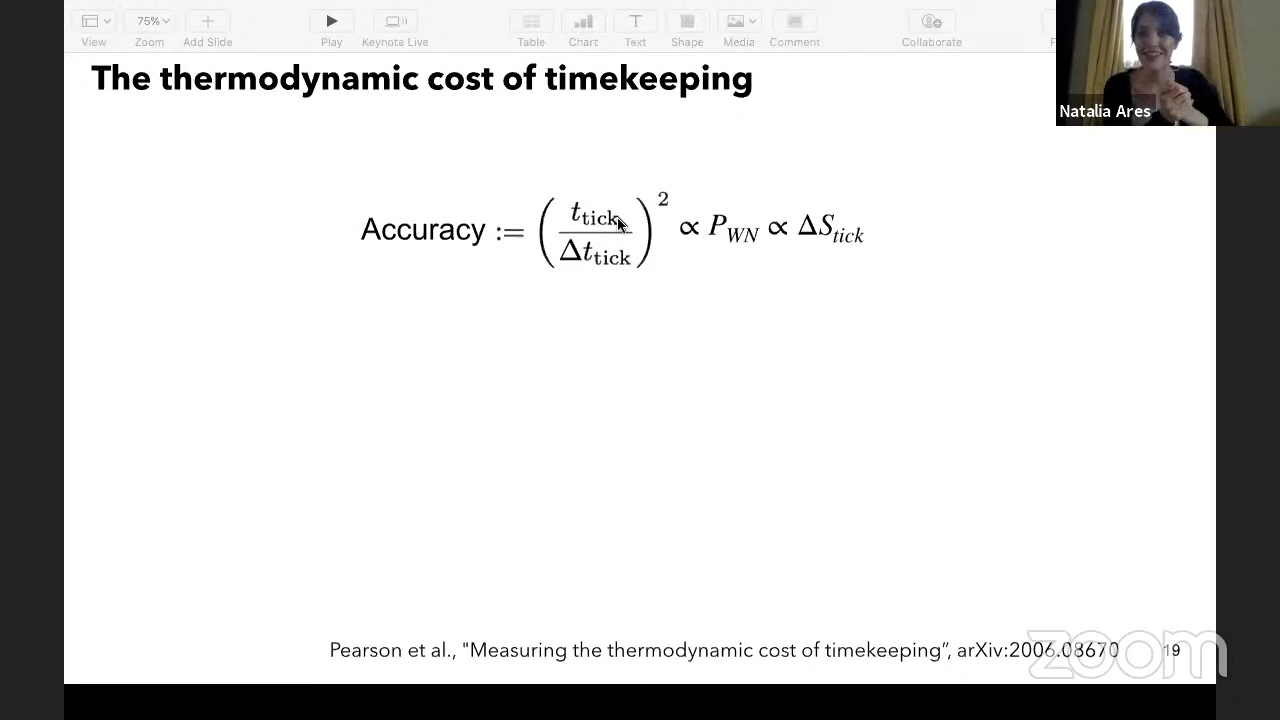 75%
View
Zoom
Add Slide
Play
Keynote Live
Table
Chart
Text
Shape
Media
Comment
Collaborate
The thermodynamic cost of timekeeping
Natalia Ares
Accuracy := (t_tick / Δt_tick)² ∝ P_WN ∝ ΔS_tick
Pearson et al., "Measuring the thermodynamic cost of timekeeping”, arXiv:2006.08670
19
zoom